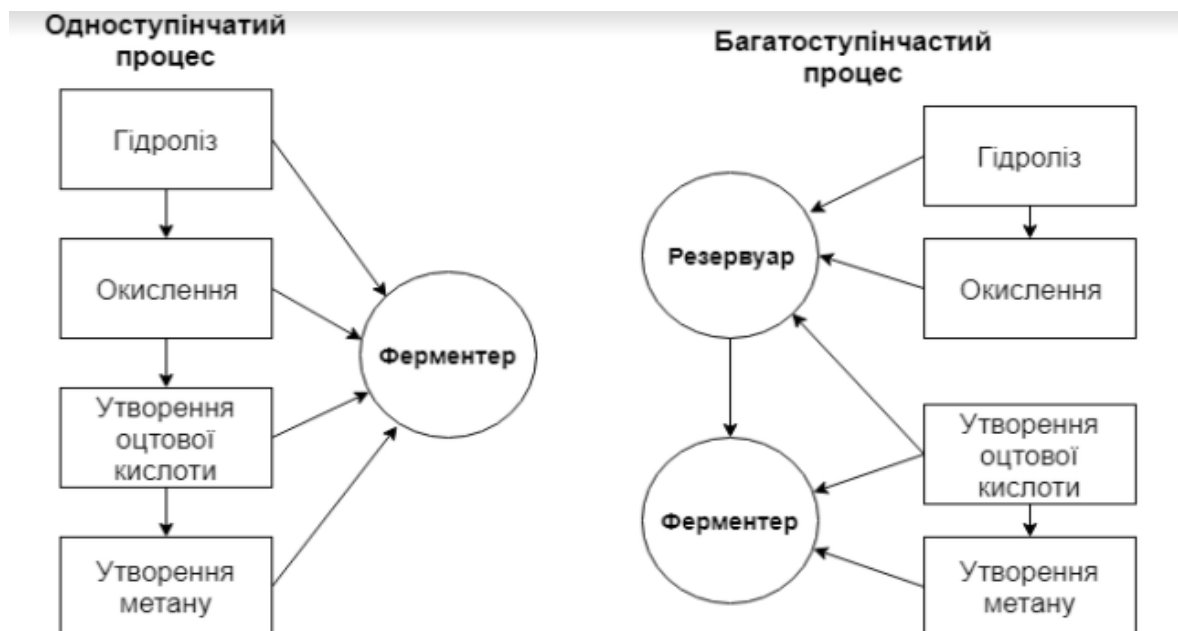 Одноступінчатий
процес
Гідроліз
Окислення
Утворення
оцтової
кислоти
Утворення
метану
Ферментер
Багатоступінчастий
процес
Гідроліз
Резервуар
Окислення
Утворення
оцтової
кислоти
Ферментер
Утворення
метану